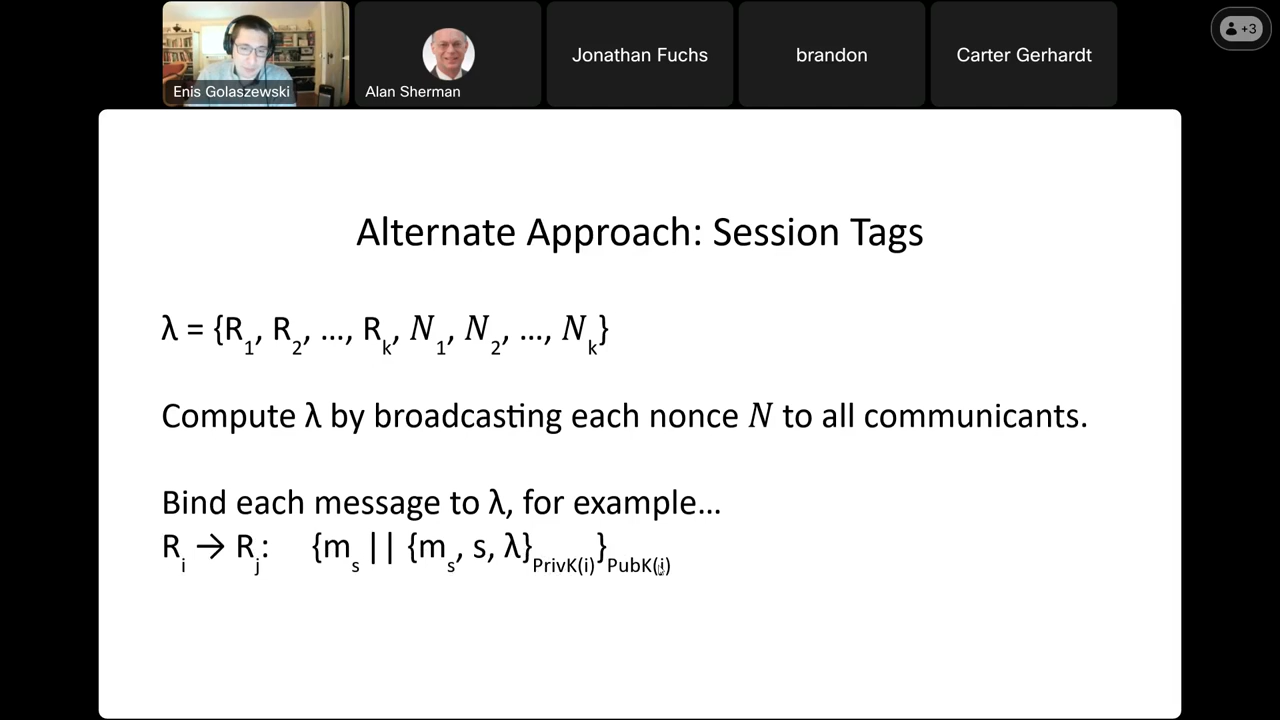 +3
Enis Golaszewski
Alan Sherman
Jonathan Fuchs
brandon
Carter Gerhardt
Alternate Approach: Session Tags
λ = {R₁, R₂, ..., Rₖ, N₁, N₂, ..., Nₖ}
Compute λ by broadcasting each nonce N to all communicants.
Bind each message to λ, for example...
Rᵢ → Rⱼ: {mₛ || {mₛ, s, λ}PrivK(i)}PubK(j)